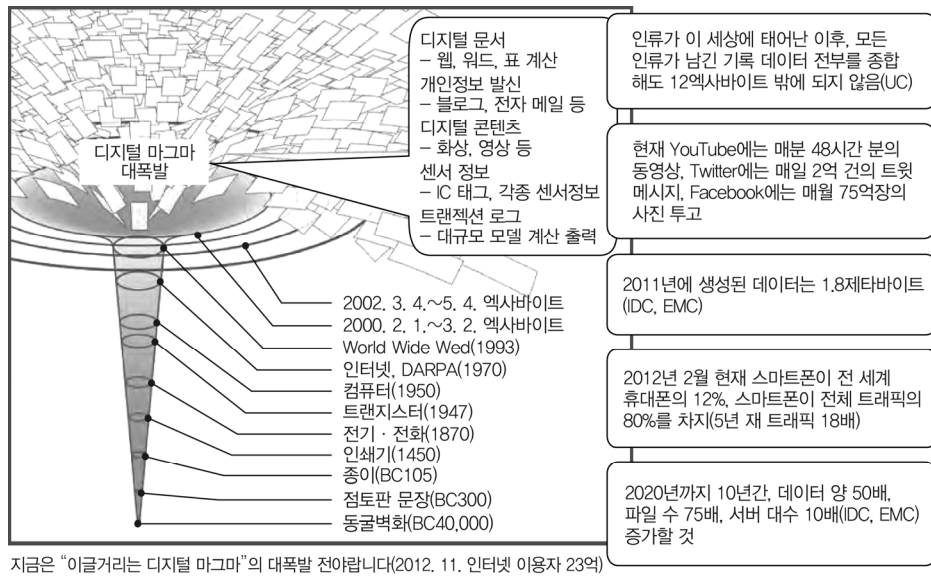 디지털 마그마
대폭발
디지털 문서
– 웹, 워드, 표 계산
개인정보 발신
– 블로그, 전자 메일 등
디지털 콘텐츠
– 화상, 영상 등
센서 정보
– IC 태그, 각종 센서정보
트랜젝션 로그
– 대규모 모델 계산 출력
2002. 3. 4.~5. 4. 엑사바이트
2000. 2. 1.~3. 2. 엑사바이트
World Wide Wed(1993)
인터넷, DARPA(1970)
컴퓨터(1950)
트랜지스터(1947)
전기 · 전화(1870)
인쇄기(1450)
종이(BC105)
점토판 문장(BC300)
동굴벽화(BC40,000)
인류가 이 세상에 태어난 이후, 모든
인류가 남긴 기록 데이터 전부를 종합
해도 12엑사바이트 밖에 되지 않음(UC)
현재 YouTube에는 매분 48시간 분의
동영상, Twitter에는 매일 2억 건의 트윗
메시지, Facebook에는 매월 75억장의
사진 투고
2011년에 생성된 데이터는 1.8제타바이트
(IDC, EMC)
2012년 2월 현재 스마트폰이 전 세계
휴대폰의 12%, 스마트폰이 전체 트래픽의
80%를 차지(5년 재 트래픽 18배)
2020년까지 10년간, 데이터 양 50배,
파일 수 75배, 서버 대수 10배(IDC, EMC)
증가할 것
지금은 “이글거리는 디지털 마그마”의 대폭발 전야랍니다(2012. 11. 인터넷 이용자 23억)